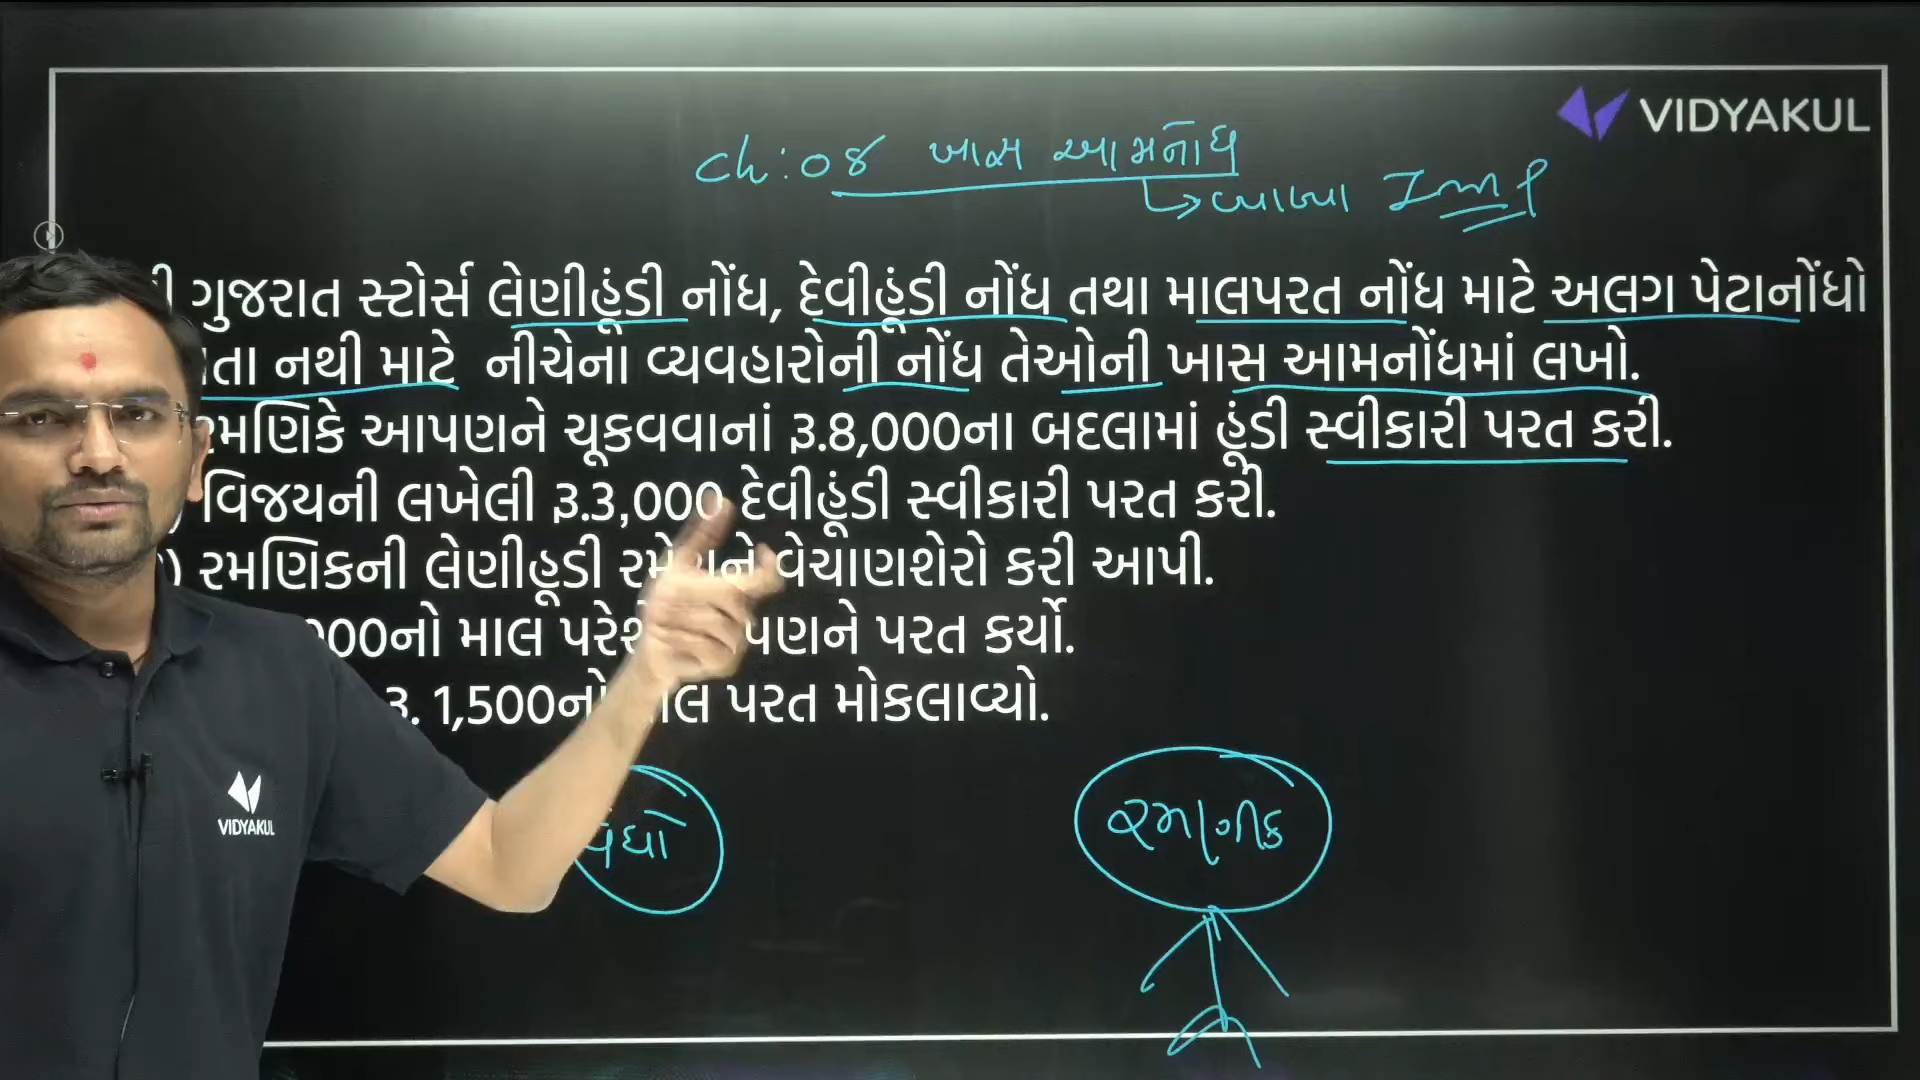 VIDYAKUL
Ch:08 ખાસ આમનોંધ
વ્યાખ્યા Imp
ગુજરાત સ્ટોર્સ લેણીહૂંડી નોંધ, દેવીહૂંડી નોંધ તથા માલપરત નોંધ માટે અલગ પેટાનોંધો
નથી માટે નીચેના વ્યવહારોની નોંધ તેઓની ખાસ આમનોંધમાં લખો.
રમણિકે આપણને ચૂકવવાનાં રૂ.8,000ના બદલામાં હૂંડી સ્વીકારી પરત કરી.
વિજયની લખેલી રૂ.3,000 દેવીહૂંડી સ્વીકારી પરત કરી.
રમણિકની લેણીહૂડી વેચાણશેરો કરી આપી.
માલ પરત કર્યો.
રૂ. 1,500નો પરત મોકલાવ્યો.
ધંધો
રમણીક
VIDYAKUL